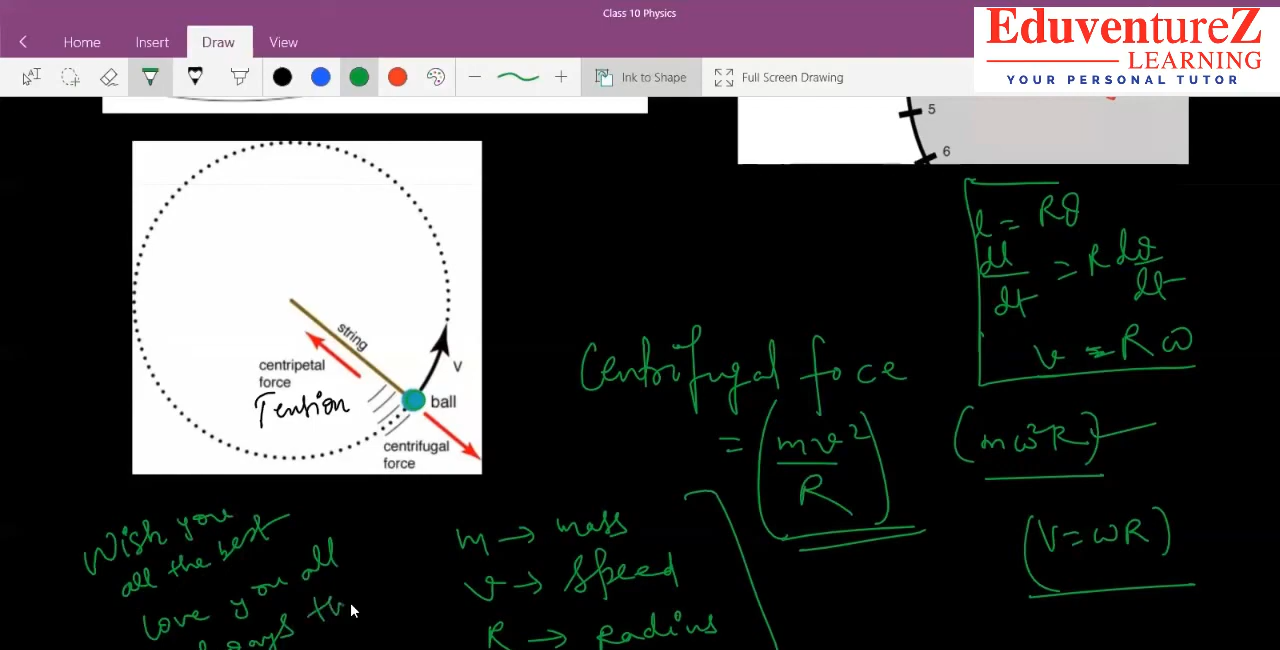 Class 10 Physics
EduventureZ
LEARNING
YOUR PERSONAL TUTOR
Home Insert Draw View
Ink to Shape Full Screen Drawing
5
6
string
centripetal
force
Tention
V
ball
centrifugal
force
l = Rθ
dl/dt = R dθ/dt
v = Rω
Centrifugal force
= (mv²/R)
(mω²R)
(V = ωR)
m → mass
v → Speed
R → radius
Wish you
all the best
love you all